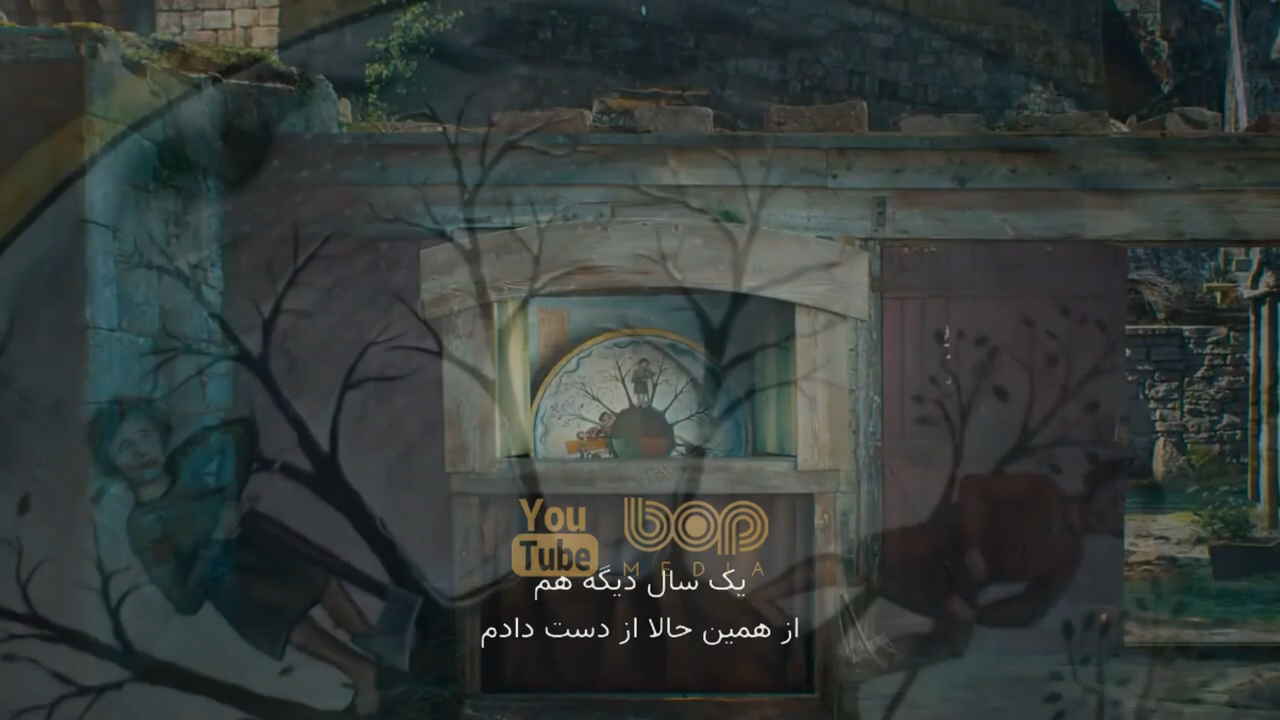 You
Tube
bop
MEDIA
یک سال دیگه هم
از همین حالا از دست دادم